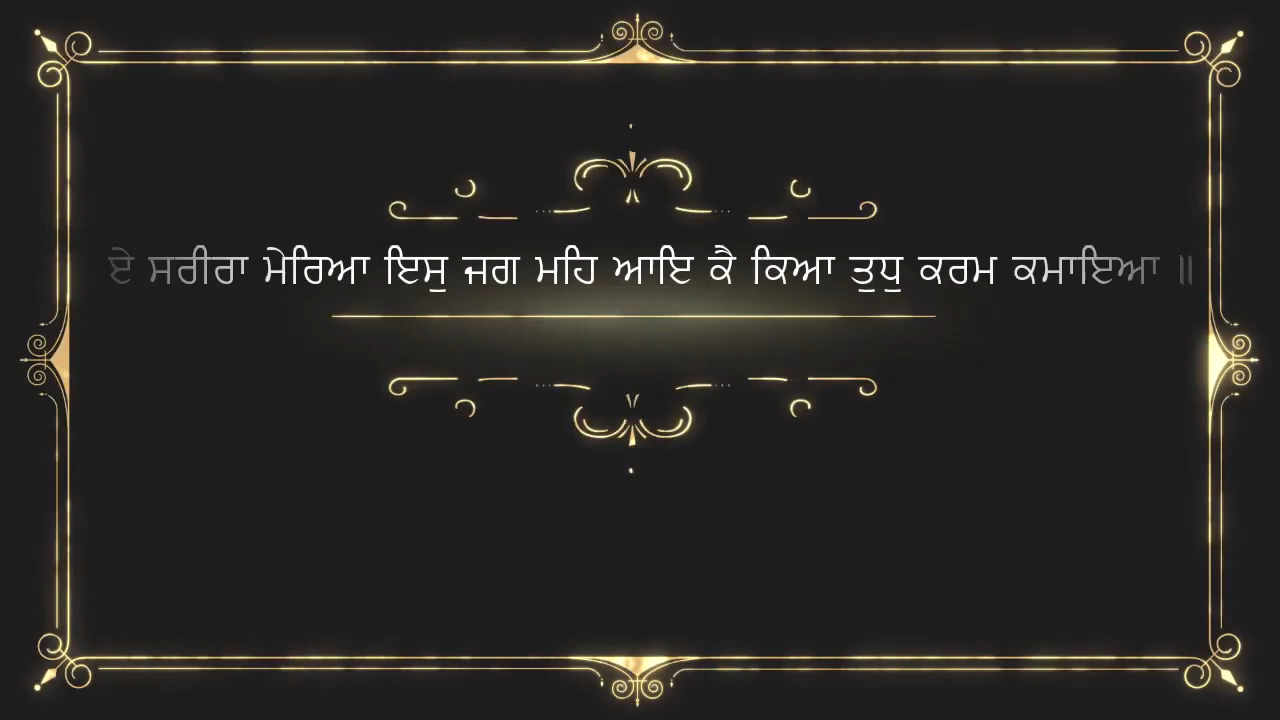 ਏ ਸਰੀਰਾ ਮੇਰਿਆ ਇਸੁ ਜਗ ਮਹਿ ਆਇ ਕੈ ਕਿਆ ਤੁਧੁ ਕਰਮ ਕਮਾਇਆ ॥